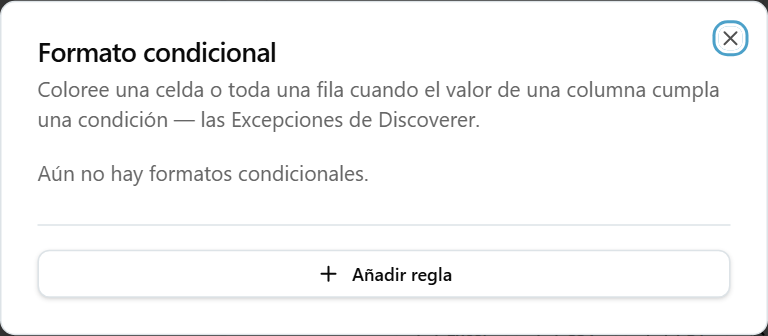 Formato condicional
Coloree una celda o toda una fila cuando el valor de una columna cumpla
una condición — las Excepciones de Discoverer.
Aún no hay formatos condicionales.
Añadir regla